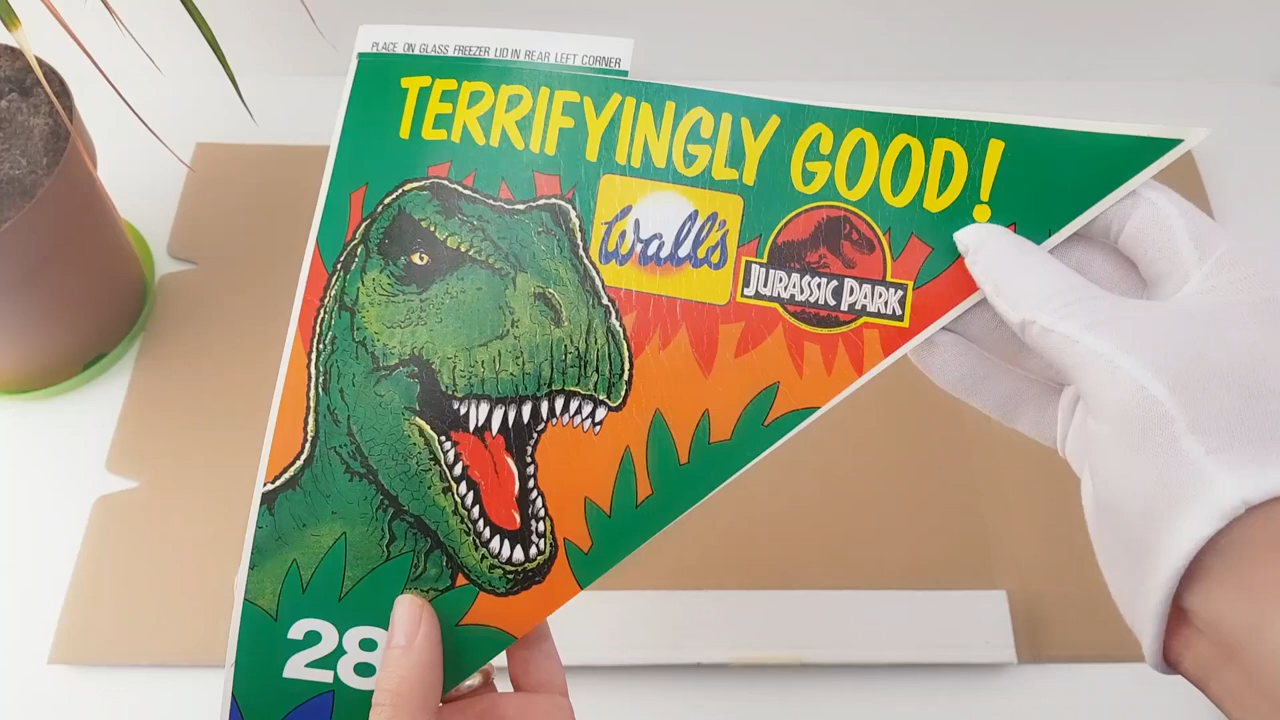 PLACE ON GLASS FREEZER LID IN REAR LEFT CORNER
TERRIFYINGLY GOOD!
Wall's
JURASSIC PARK
28